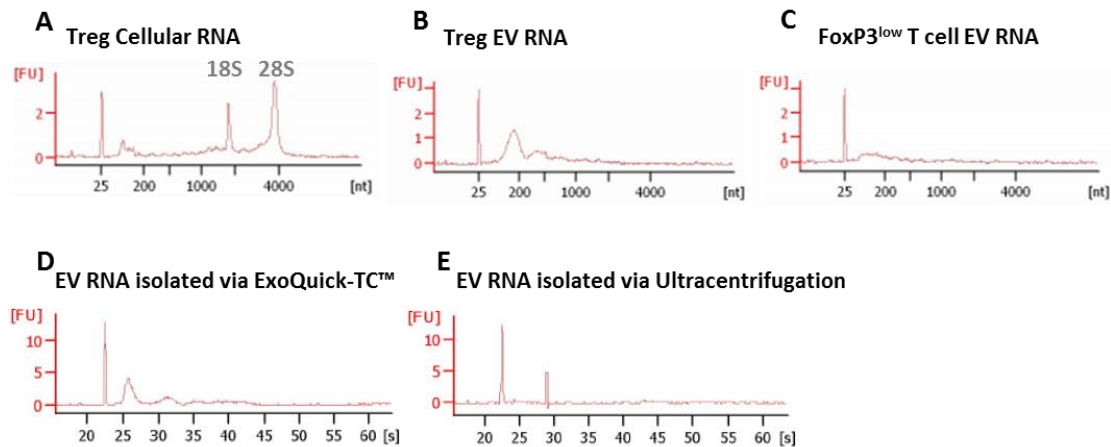 A
Treg Cellular RNA
[FU]
18S 28S
2
0
25 200 1000 4000 [nt]
B
Treg EV RNA
[FU]
3
2
1
0
25 200 1000 4000 [nt]
C
FoxP3low T cell EV RNA
[FU]
3
2
1
0
25 200 1000 4000 [nt]
D
EV RNA isolated via ExoQuick-TC™
[FU]
10
5
0
20 25 30 35 40 45 50 55 60 [s]
E
EV RNA isolated via Ultracentrifugation
[FU]
10
5
0
20 25 30 35 40 45 50 55 60 [s]